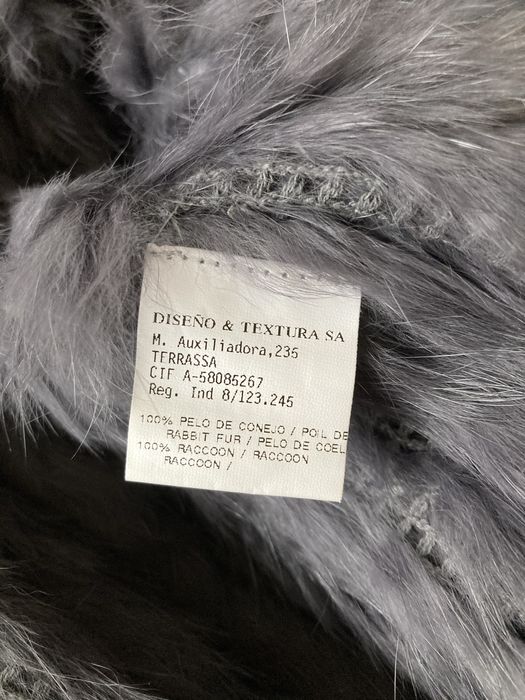 DISEÑO & TEXTURA SA
M. Auxiliadora,235
TERRASSA
CIF A-58085267
Reg. Ind 8/123.245
100% PELO DE CONEJO / POIL DE
RABBIT FUR / PELO DE COEL
100% RACCOON / RACCOON
RACCOON /